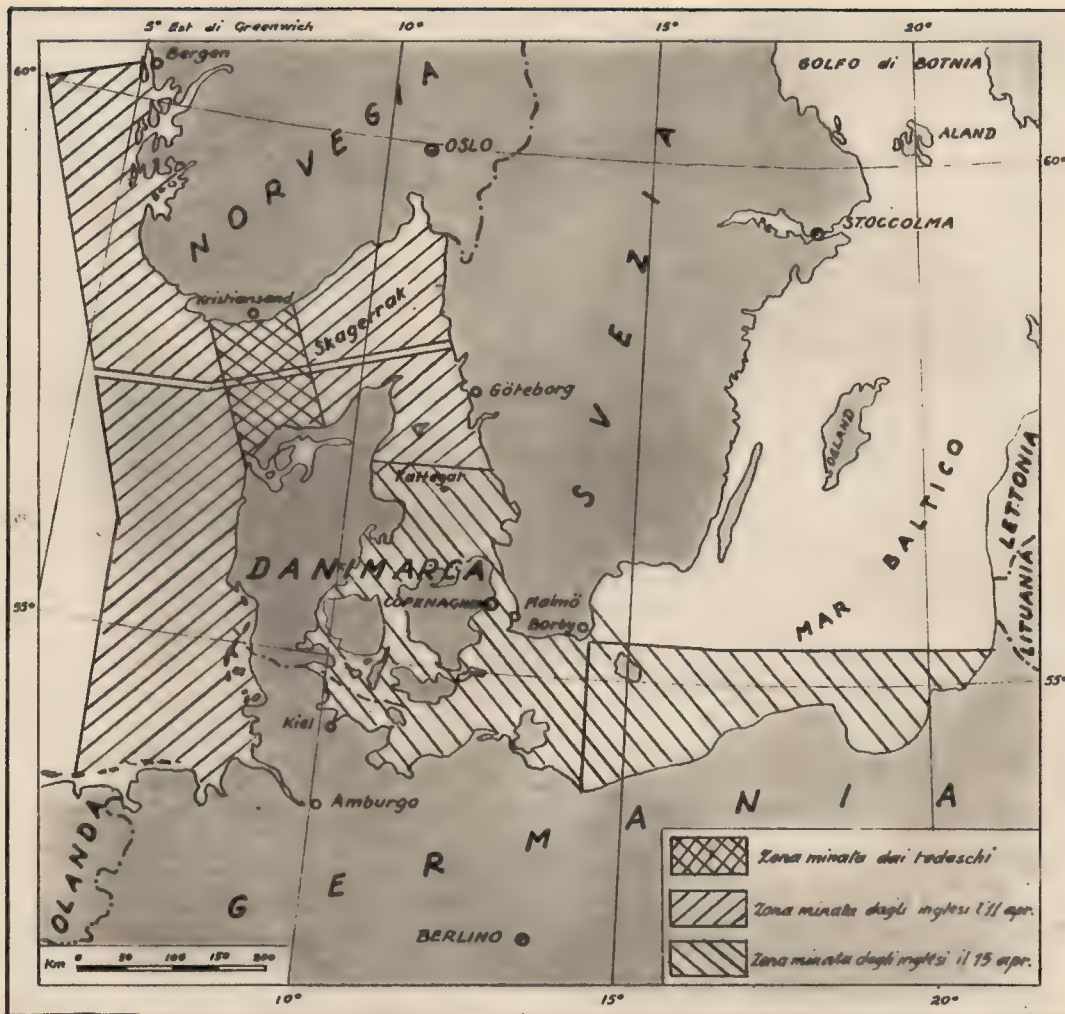 5° Est di Greenwich 10° 15° 20°
Bergen
60°
GOLFO di BOTNIA
ALAND
NORVEGIA
OSLO
60°
STOCCOLMA
SVEZIA
Kristiansand
Skagerrak
Göteborg
OELAND
Kattegat
MAR BALTICO
LETTONIA
LITUANIA
DANIMARCA
COPENAGHEN
Malmö
Borby
55°
55°
Kiel
Amburgo
OLANDA
GERMANIA
BERLINO
Zona minata dai tedeschi
Zona minata dagli inglesi l'11 apr.
Zona minata dagli inglesi il 15 apr.
Km 0 50 100 150 200
10° 15° 20°